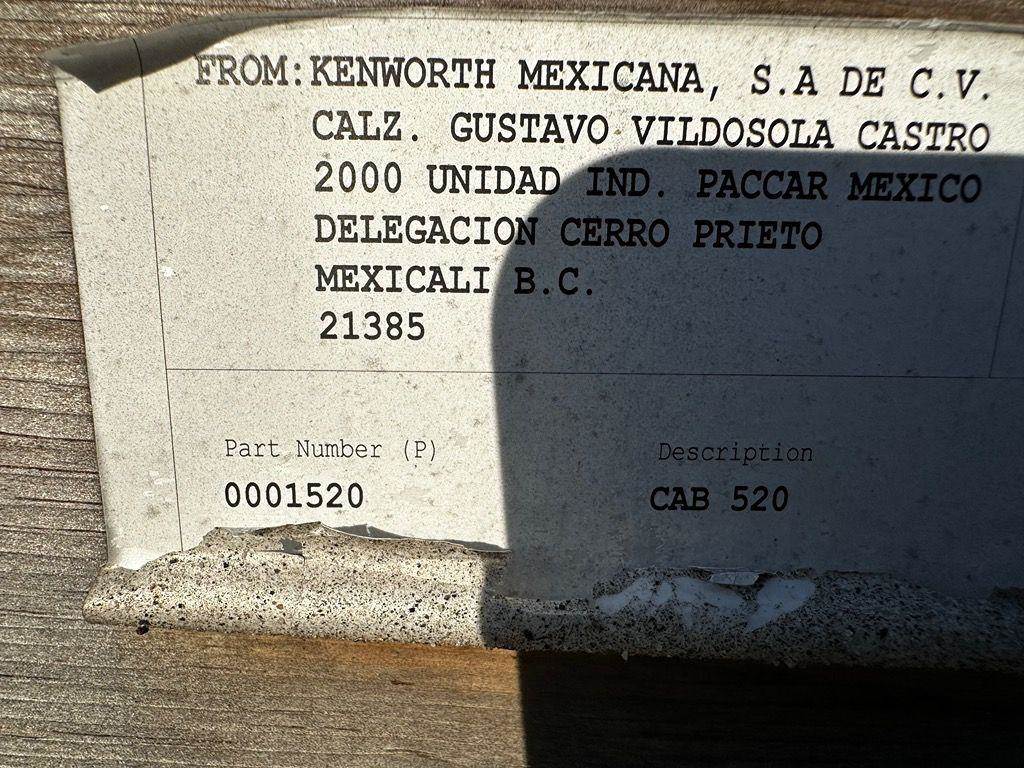 FROM: KENWORTH MEXICANA, S.A DE C.V.
CALZ. GUSTAVO VILDOSOLA CASTRO
2000 UNIDAD IND. PACCAR MEXICO
DELEGACION CERRO PRIETO
MEXICALI B.C.
21385
Part Number (P) Description
0001520 CAB 520